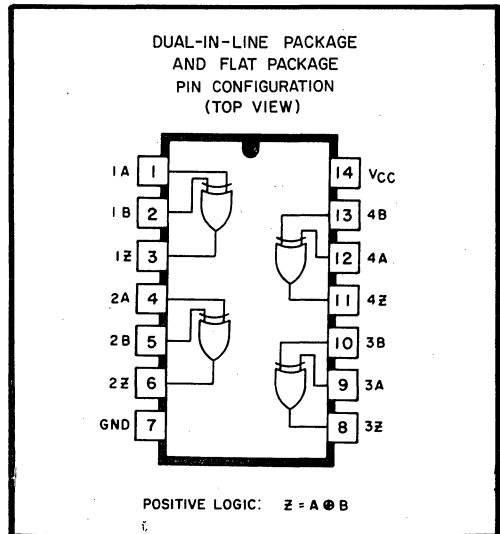 DUAL-IN-LINE PACKAGE
AND FLAT PACKAGE
PIN CONFIGURATION
(TOP VIEW)
1A 1
1B 2
1Z 3
2A 4
2B 5
2Z 6
GND 7
14 VCC
13 4B
12 4A
11 4Z
10 3B
9 3A
8 3Z
POSITIVE LOGIC: Z = A ⊕ B